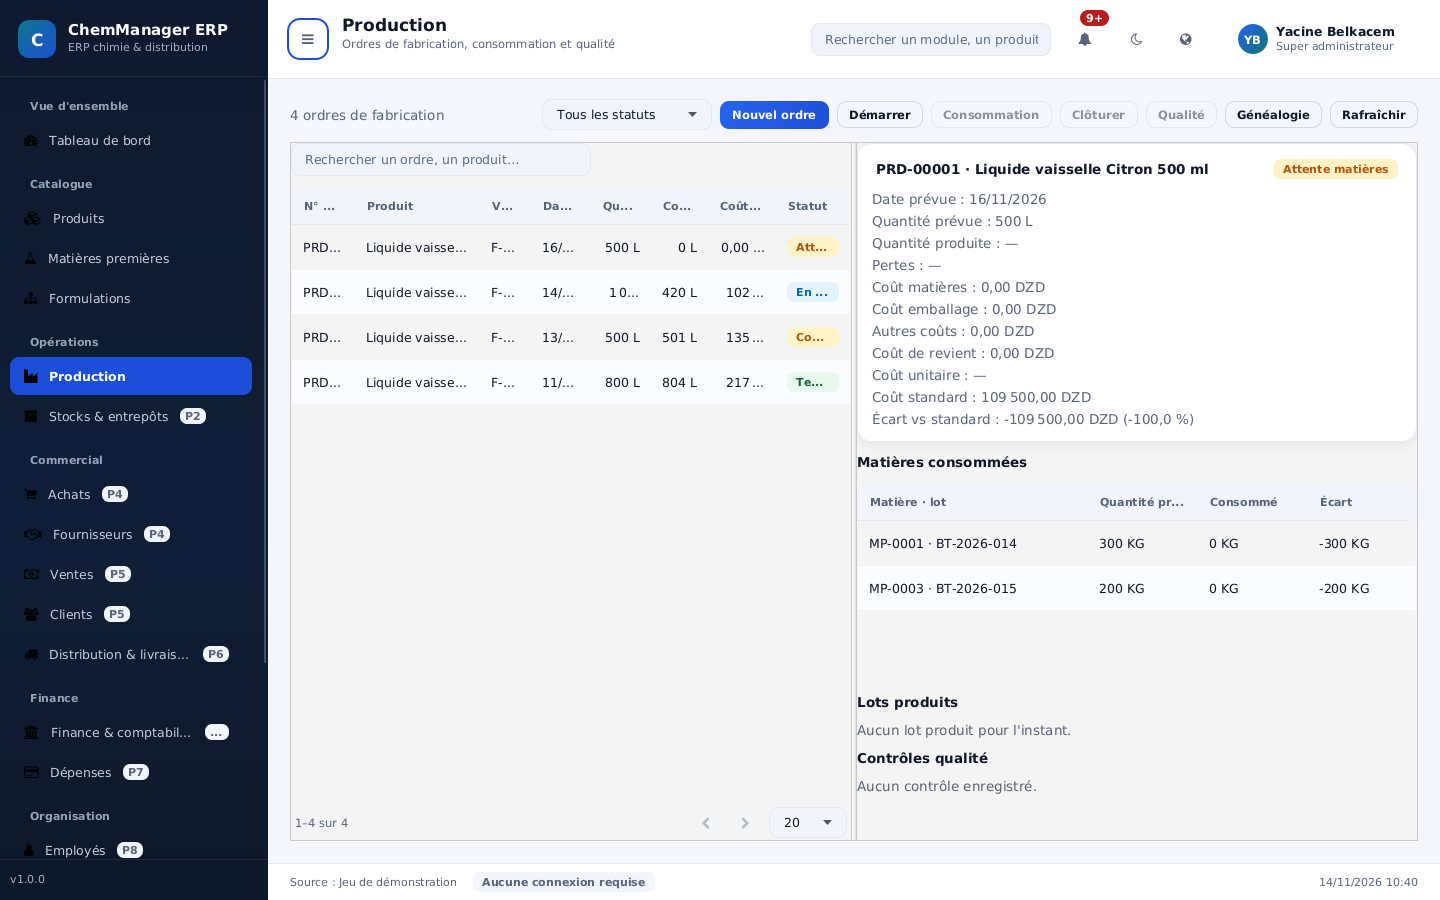 C
ChemManager ERP
ERP chimie & distribution
Vue d'ensemble
Tableau de bord
Catalogue
Produits
Matières premières
Formulations
Opérations
Production
Stocks & entrepôts P2
Commercial
Achats P4
Fournisseurs P4
Ventes P5
Clients P5
Distribution & livrais... P6
Finance
Finance & comptabil... ...
Dépenses P7
Organisation
Employés P8
v1.0.0
Production
Ordres de fabrication, consommation et qualité
Rechercher un module, un produit
9+
YB
Yacine Belkacem
Super administrateur
4 ordres de fabrication
Tous les statuts
Nouvel ordre
Démarrer
Consommation
Clôturer
Qualité
Généalogie
Rafraîchir
Rechercher un ordre, un produit...
N° ... Produit V... Da... Qu... Co... Coût... Statut
PRD... Liquide vaisse... F-... 16/... 500 L 0 L 0,00 ... Att...
PRD... Liquide vaisse... F-... 14/... 1 0... 420 L 102 ... En ...
PRD... Liquide vaisse... F-... 13/... 500 L 501 L 135 ... Co...
PRD... Liquide vaisse... F-... 11/... 800 L 804 L 217 ... Te...
1–4 sur 4
20
PRD-00001 · Liquide vaisselle Citron 500 ml
Attente matières
Date prévue : 16/11/2026
Quantité prévue : 500 L
Quantité produite : —
Pertes : —
Coût matières : 0,00 DZD
Coût emballage : 0,00 DZD
Autres coûts : 0,00 DZD
Coût de revient : 0,00 DZD
Coût unitaire : —
Coût standard : 109 500,00 DZD
Écart vs standard : -109 500,00 DZD (-100,0 %)
Matières consommées
Matière · lot Quantité pr... Consommé Écart
MP-0001 · BT-2026-014 300 KG 0 KG -300 KG
MP-0003 · BT-2026-015 200 KG 0 KG -200 KG
Lots produits
Aucun lot produit pour l'instant.
Contrôles qualité
Aucun contrôle enregistré.
Source : Jeu de démonstration
Aucune connexion requise
14/11/2026 10:40